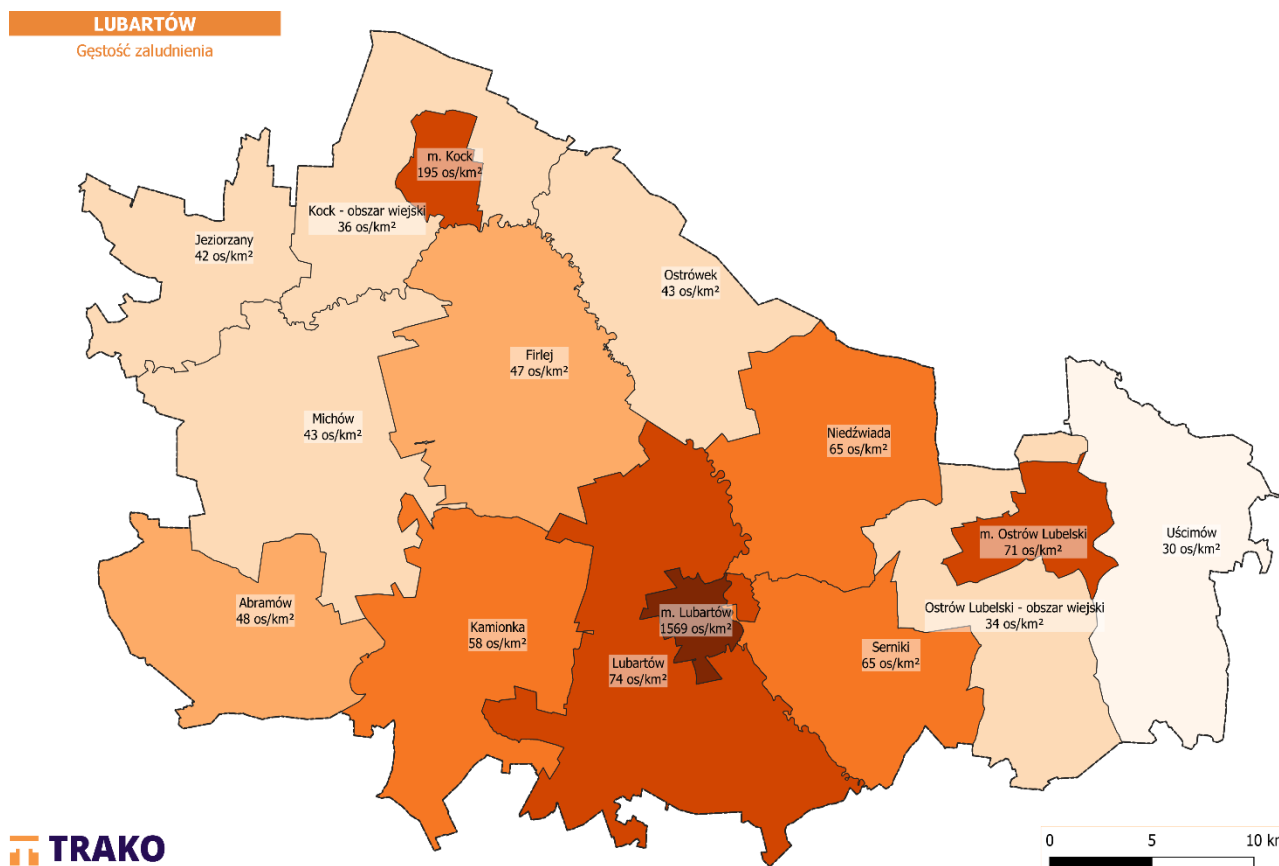 LUBARTÓW
Gęstość zaludnienia
m. Kock
195 os/km²
Kock - obszar wiejski
36 os/km²
Jeziorzany
42 os/km²
Ostrówek
43 os/km²
Firlej
47 os/km²
Michów
43 os/km²
Niedźwiada
65 os/km²
m. Ostrów Lubelski
71 os/km²
Uścimów
30 os/km²
Abramów
48 os/km²
Ostrów Lubelski - obszar wiejski
34 os/km²
m. Lubartów
1569 os/km²
Kamionka
58 os/km²
Serniki
65 os/km²
Lubartów
74 os/km²
TRAKO
0 5 10 km